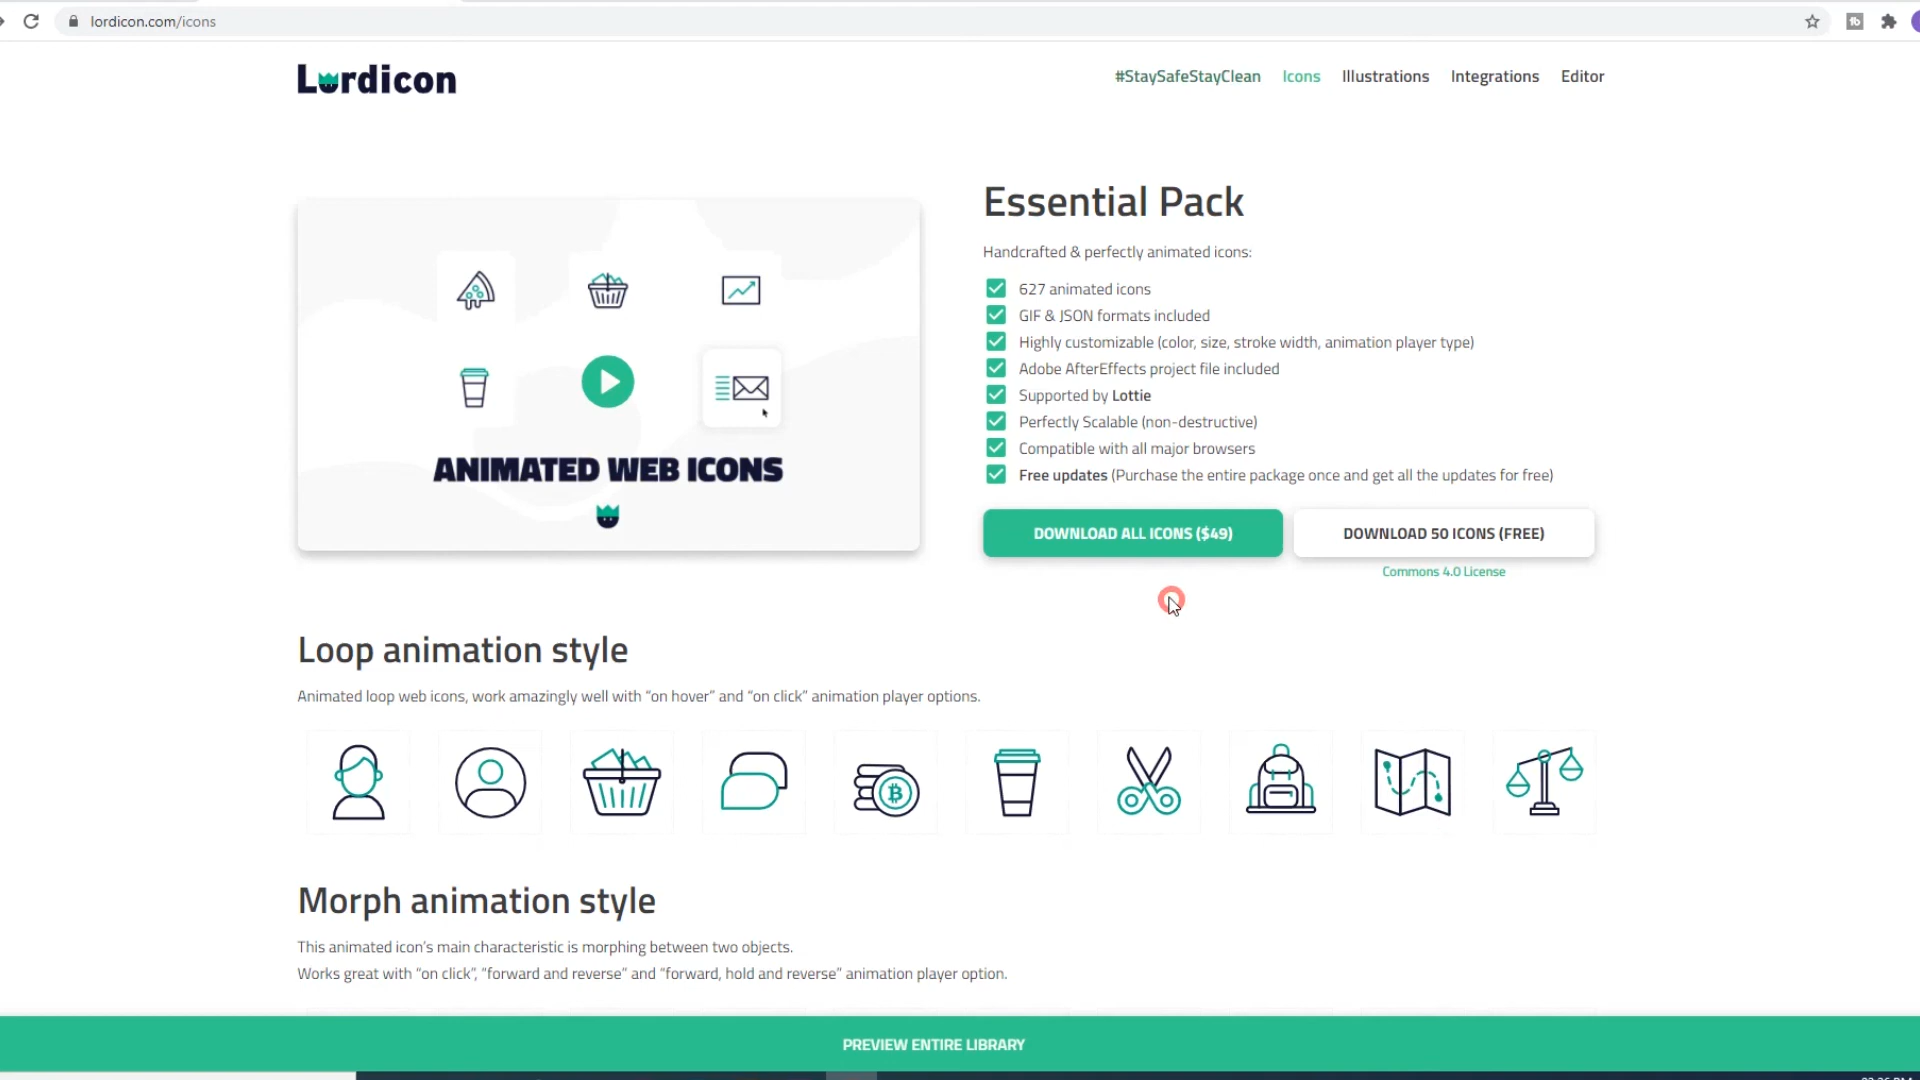 lordicon.com/icons
Lordicon
#StaySafeStayClean Icons Illustrations Integrations Editor
Essential Pack
Handcrafted & perfectly animated icons:
627 animated icons
GIF & JSON formats included
Highly customizable (color, size, stroke width, animation player type)
Adobe AfterEffects project file included
Supported by Lottie
Perfectly Scalable (non-destructive)
Compatible with all major browsers
Free updates (Purchase the entire package once and get all the updates for free)
ANIMATED WEB ICONS
DOWNLOAD ALL ICONS ($49) DOWNLOAD 50 ICONS (FREE)
Commons 4.0 License
Loop animation style
Animated loop web icons, work amazingly well with “on hover” and “on click” animation player options.
Morph animation style
This animated icon’s main characteristic is morphing between two objects.
Works great with “on click”, “forward and reverse” and “forward, hold and reverse” animation player option.
PREVIEW ENTIRE LIBRARY